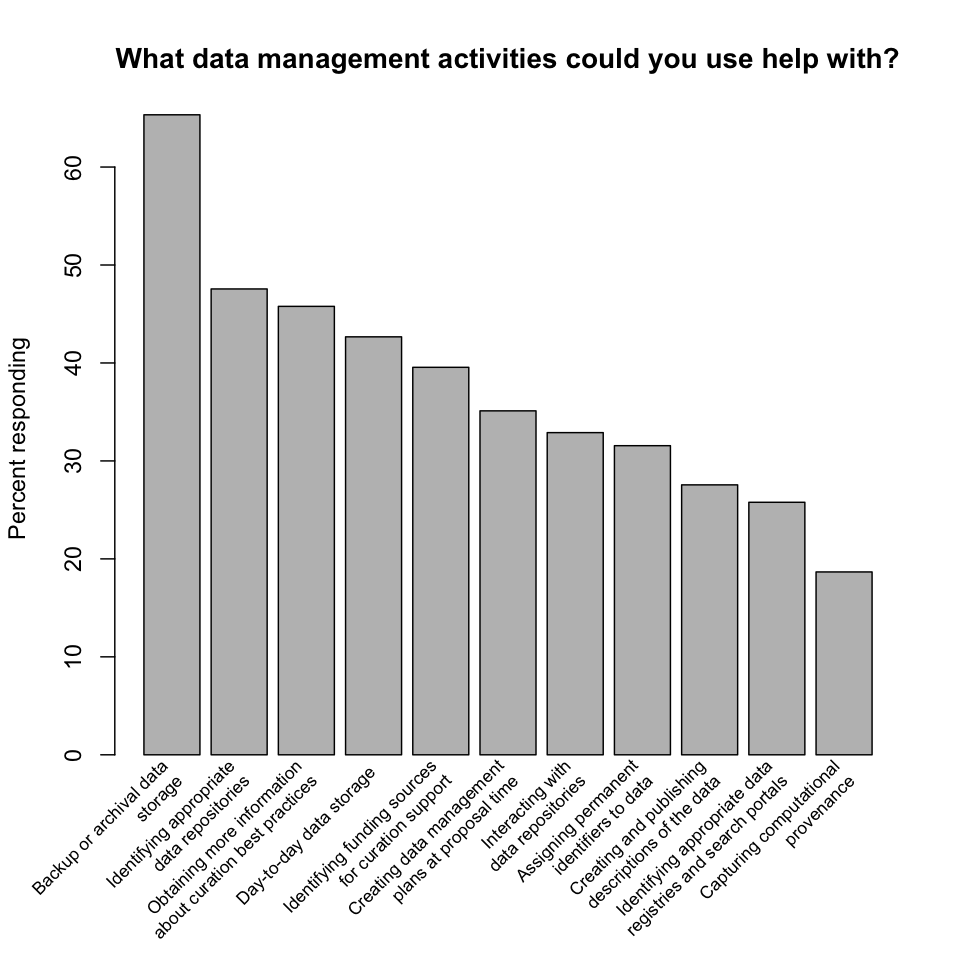 What data management activities could you use help with?
Percent responding
60
50
40
30
20
10
0
Backup or archival data
storage
Identifying appropriate
data repositories
Obtaining more information
about curation best practices
Day-to-day data storage
Identifying funding sources
for curation support
Creating data management
plans at proposal time
Interacting with
data repositories
Assigning permanent
identifiers to data
Creating and publishing
descriptions of the data
Identifying appropriate data
registries and search portals
Capturing computational
provenance